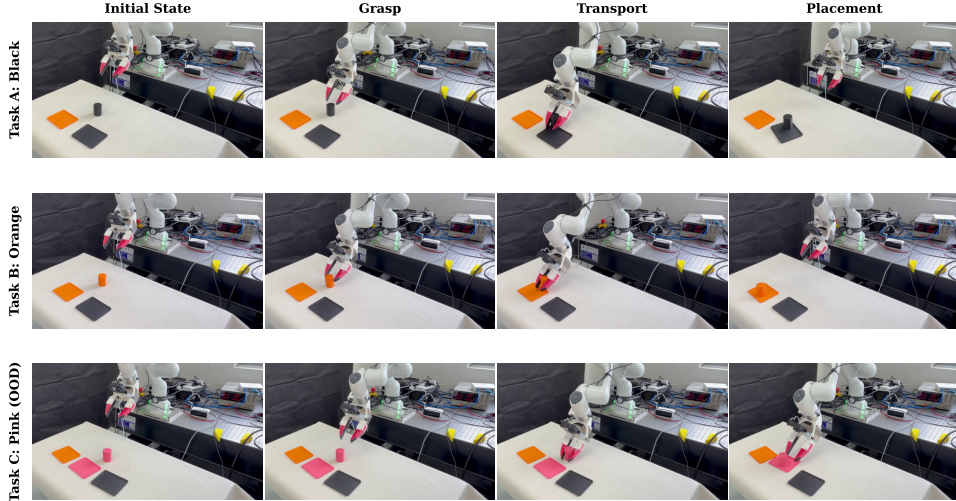 Initial State Grasp Transport Placement
Task A: Black
Task B: Orange
Task C: Pink (OOD)